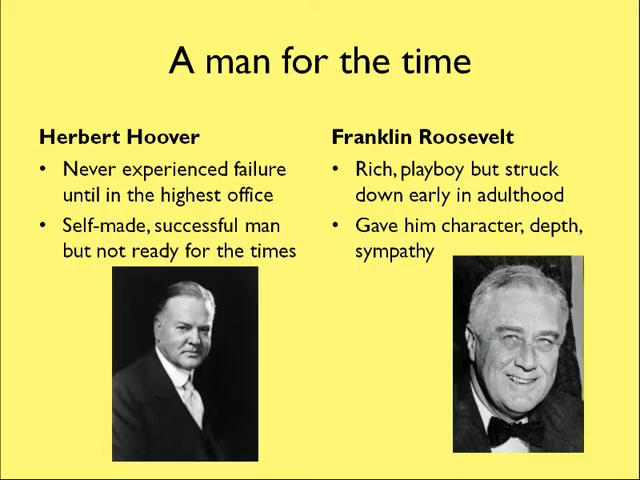 A man for the time
Herbert Hoover
• Never experienced failure
until in the highest office
• Self-made, successful man
but not ready for the times
Franklin Roosevelt
• Rich, playboy but struck
down early in adulthood
• Gave him character, depth,
sympathy